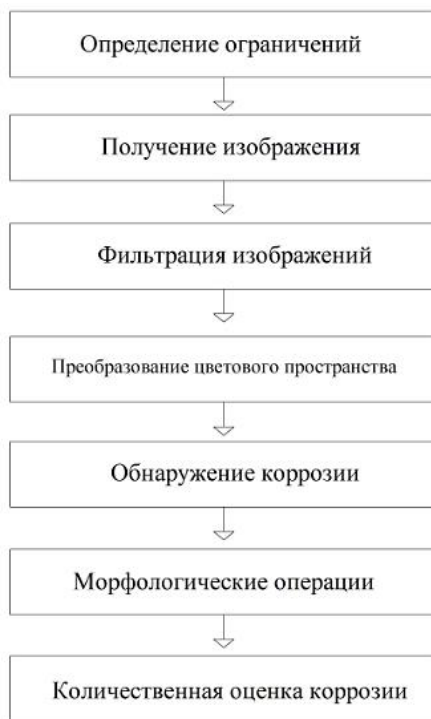 Определение ограничений
Получение изображения
Фильтрация изображений
Преобразование цветового пространства
Обнаружение коррозии
Морфологические операции
Количественная оценка коррозии